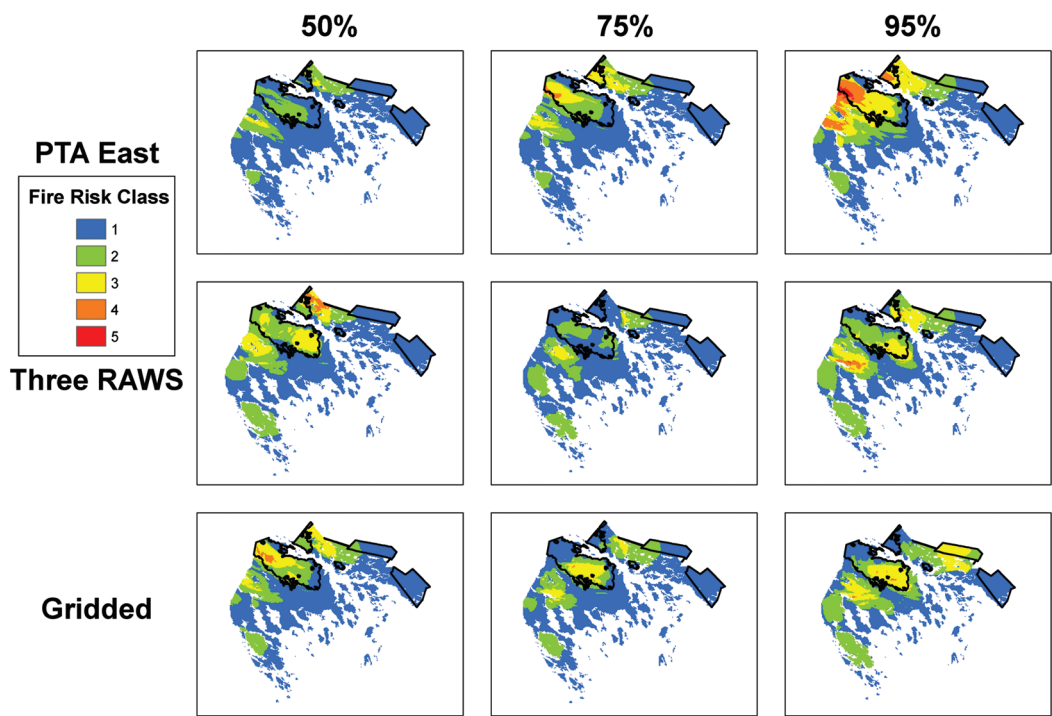 50%
75%
95%
PTA East
Fire Risk Class
1
2
3
4
5
Three RAWS
Gridded